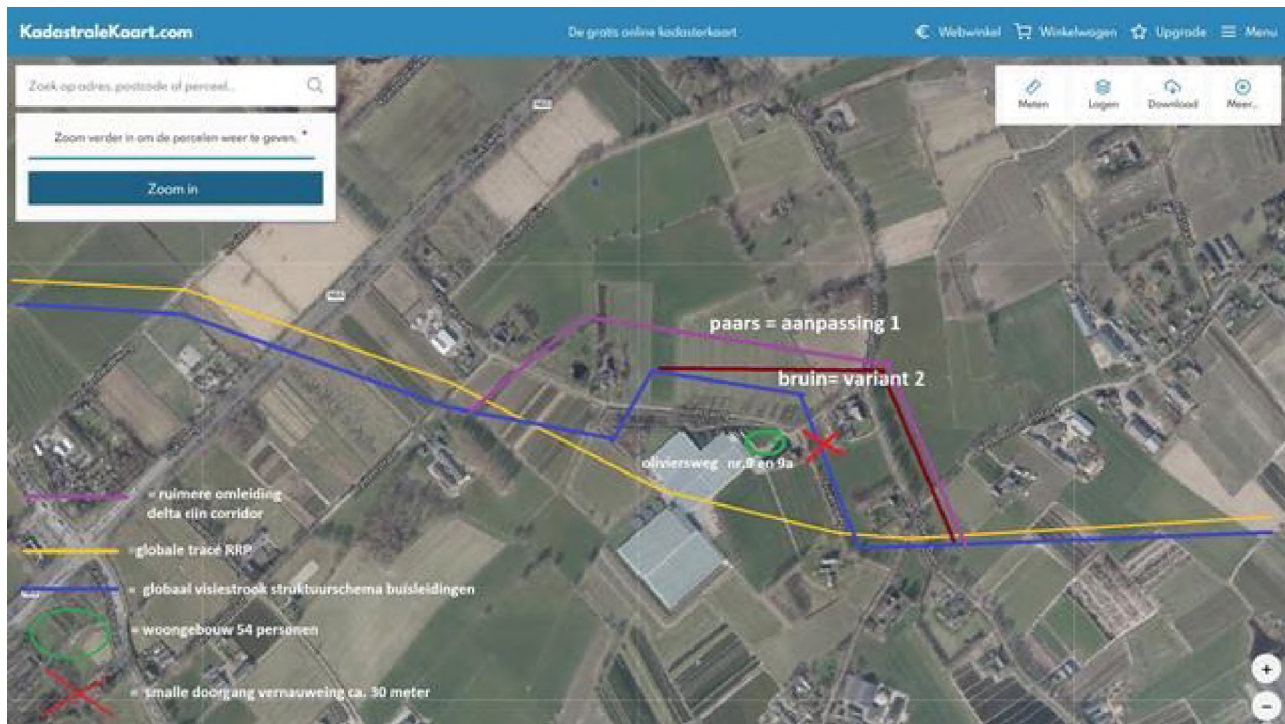 KadastraleKaart.com
De gratis online kadasterkaart
Webwinkel
Winkelwagen
Upgrade
Menu
Zoek op adres, postcode of perceel...
Zoom verder in om de percelen weer te geven.
Zoom in
Meten
Lagen
Download
Meer...
paars = aanpassing 1
bruin= variant 2
oliviersweg nr.9 en 9a
= ruimere omleiding
delta rijn corridor
=globale tracé RRP
= globaal visiestrook struktuurschema buisleidingen
= woongebouw 54 personen
= smalle doorgang vernauweing ca. 30 meter